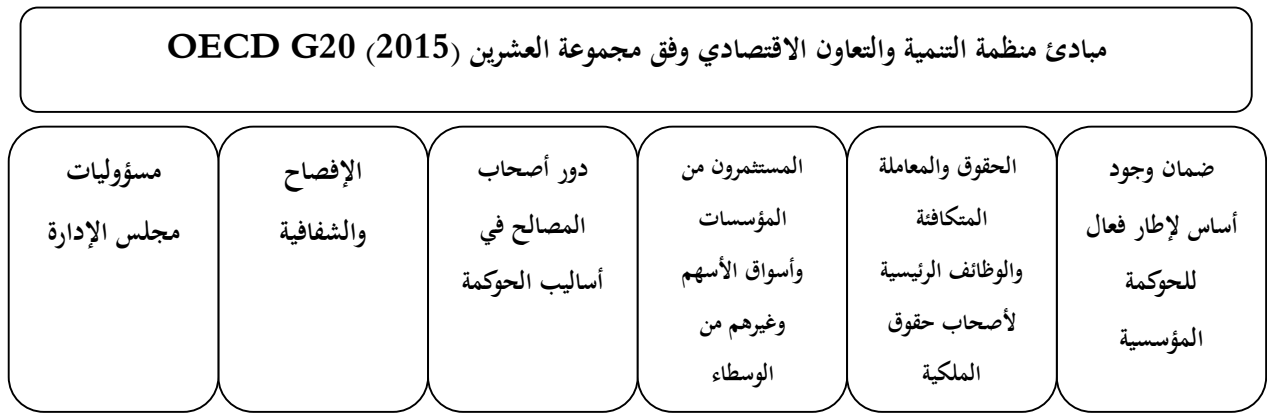 مبادئ منظمة التنمية والتعاون الاقتصادي وفق مجموعة العشرين (2015) OECD G20
ضمان وجود
أساس لإطار فعال
للحوكمة
المؤسسية
الحقوق والمعاملة
المتكافئة
والوظائف الرئيسية
لأصحاب حقوق
الملكية
المستثمرون من
المؤسسات
وأسواق الأسهم
وغيرهم من
الوسطاء
دور أصحاب
المصالح في
أساليب الحوكمة
الإفصاح
والشفافية
مسؤوليات
مجلس الإدارة